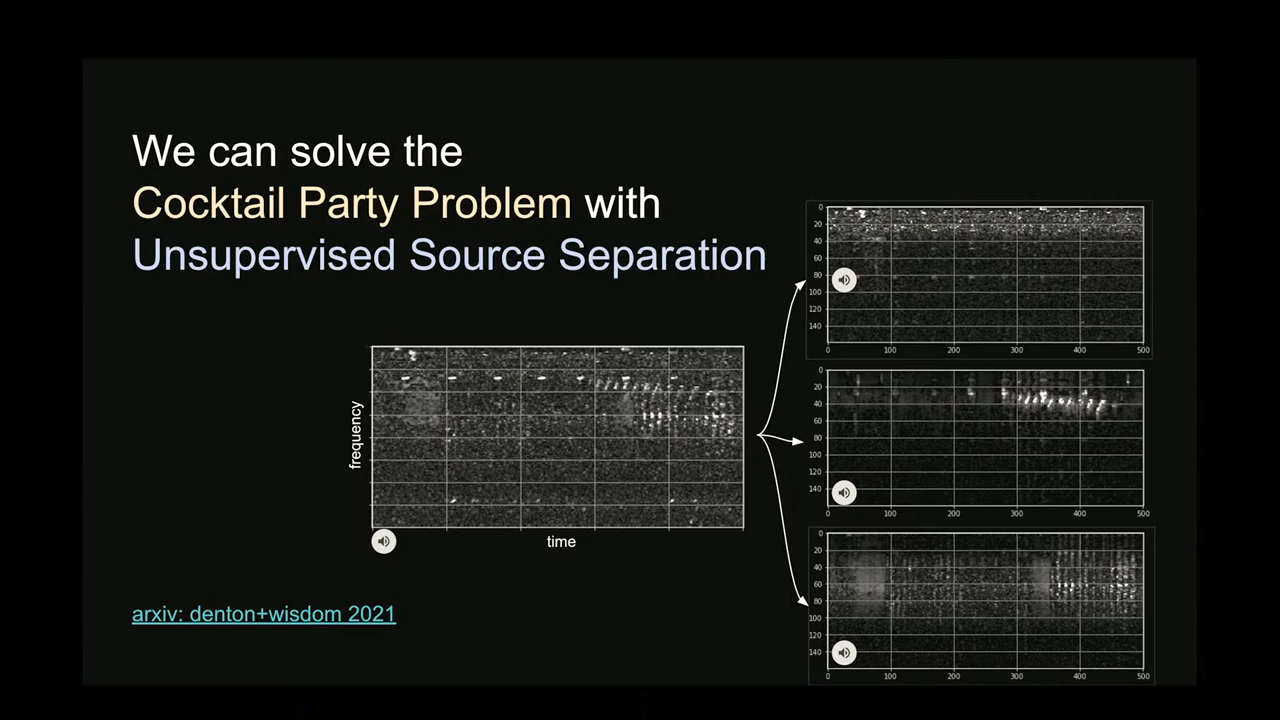 We can solve the
Cocktail Party Problem with
Unsupervised Source Separation
frequency
time
arxiv: denton+wisdom 2021
0
20
40
60
80
100
120
140
0 100 200 300 400 500
0
20
40
60
80
100
120
140
0 100 200 300 400 500
0
20
40
60
80
100
120
140
0 100 200 300 400 500